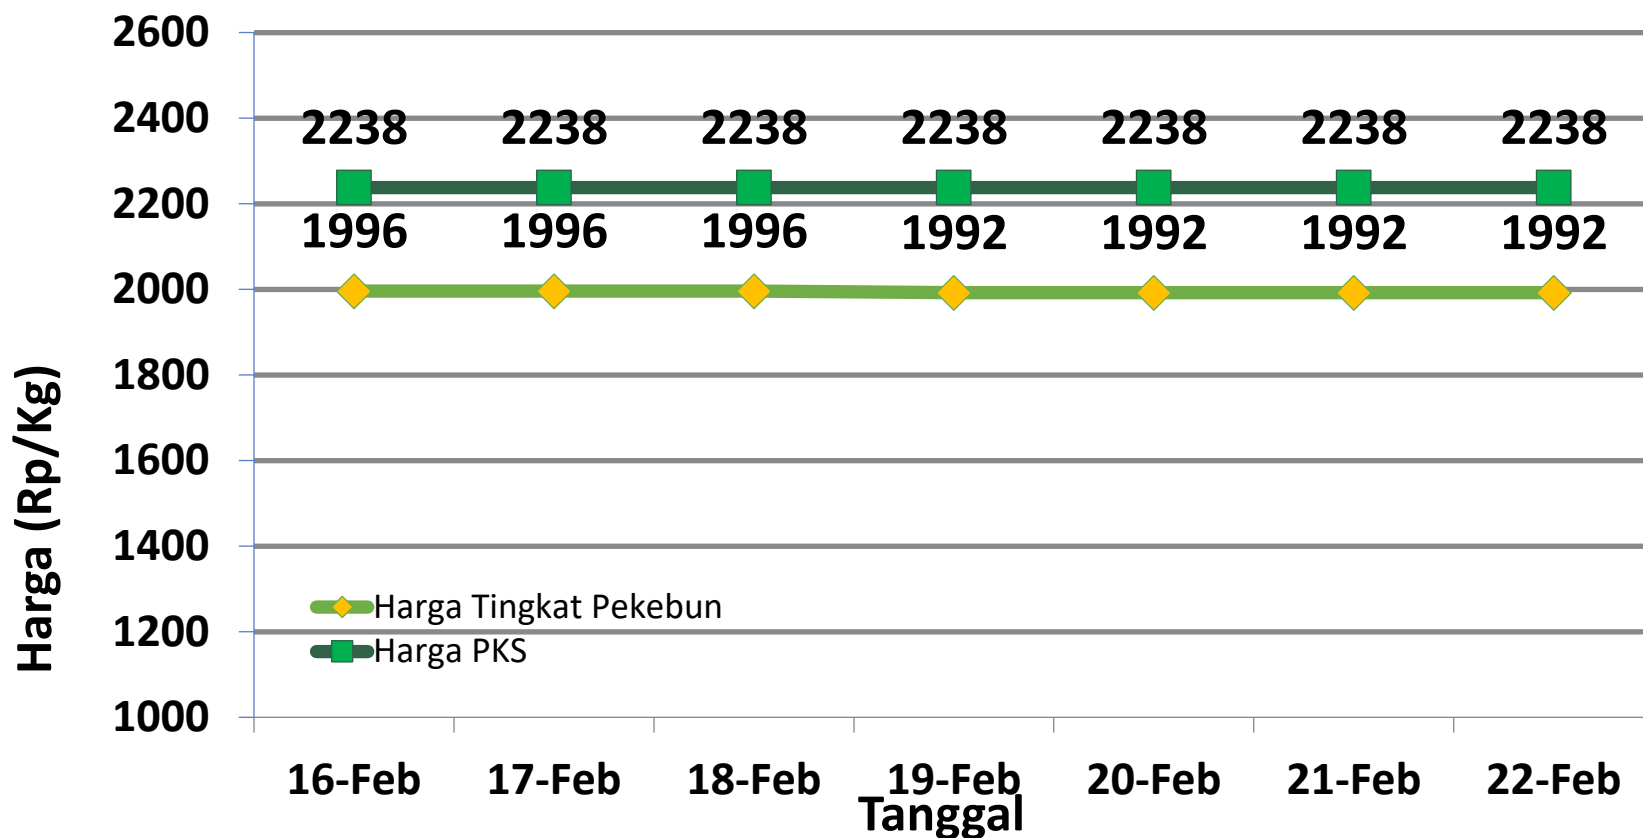 2600
2400
2238 2238 2238 2238 2238 2238 2238
2200
1996 1996 1996 1992 1992 1992 1992
2000
1800
1600
1400
1200
1000
Harga (Rp/Kg)
Harga Tingkat Pekebun
Harga PKS
16-Feb 17-Feb 18-Feb 19-Feb 20-Feb 21-Feb 22-Feb
Tanggal